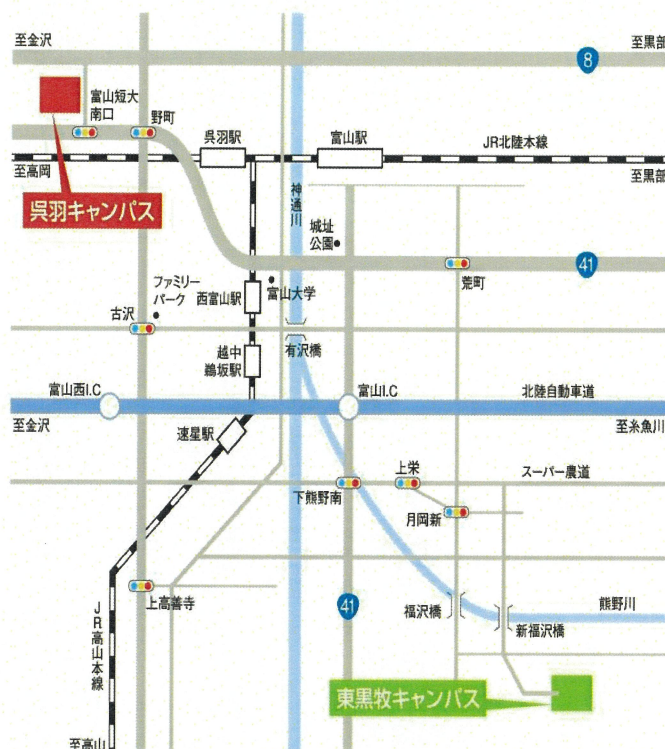 至金沢
至黒部
8
富山短大
南口
野町
呉羽駅
富山駅
JR北陸本線
至高岡
至黒部
呉羽キャンパス
神通川
城址
公園
41
荒町
ファミリー
パーク
西富山駅
富山大学
古沢
越中
鵜坂駅
有沢橋
富山西I.C
富山I.C
北陸自動車道
至金沢
至糸魚川
速星駅
上栄
スーパー農道
下熊野南
月岡新
上高善寺
41
福沢橋
熊野川
新福沢橋
JR高山本線
東黒牧キャンパス
至高山